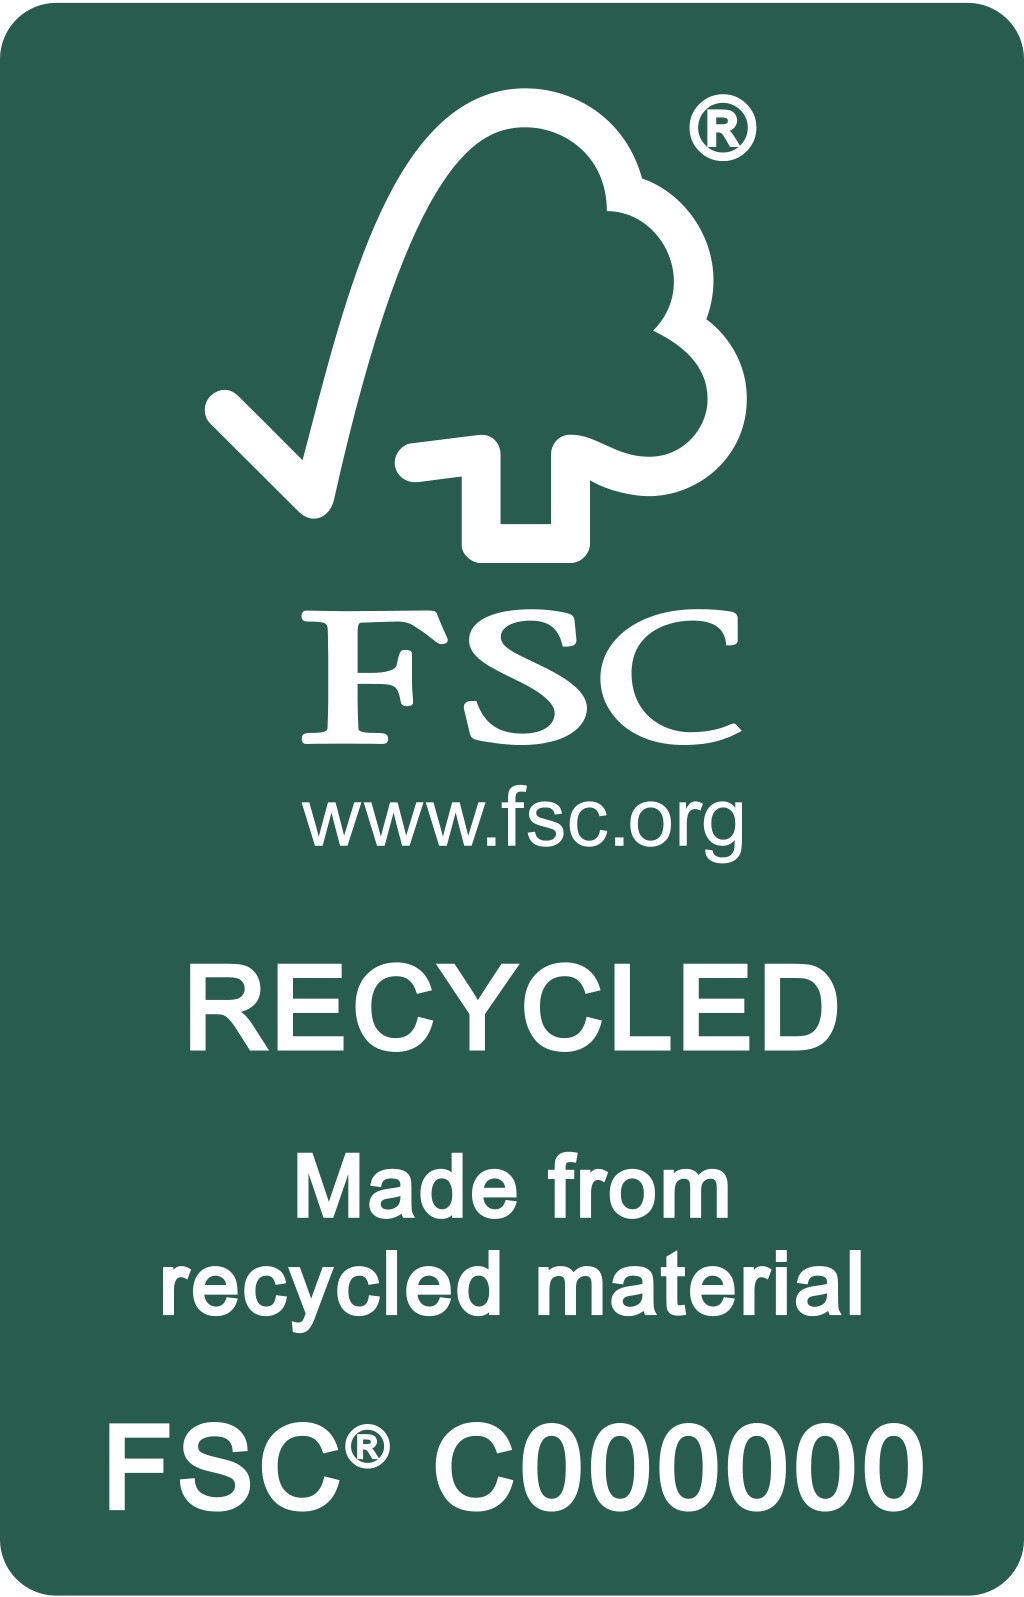 ®
FSC
www.fsc.org
RECYCLED
Made from
recycled material
FSC® C000000